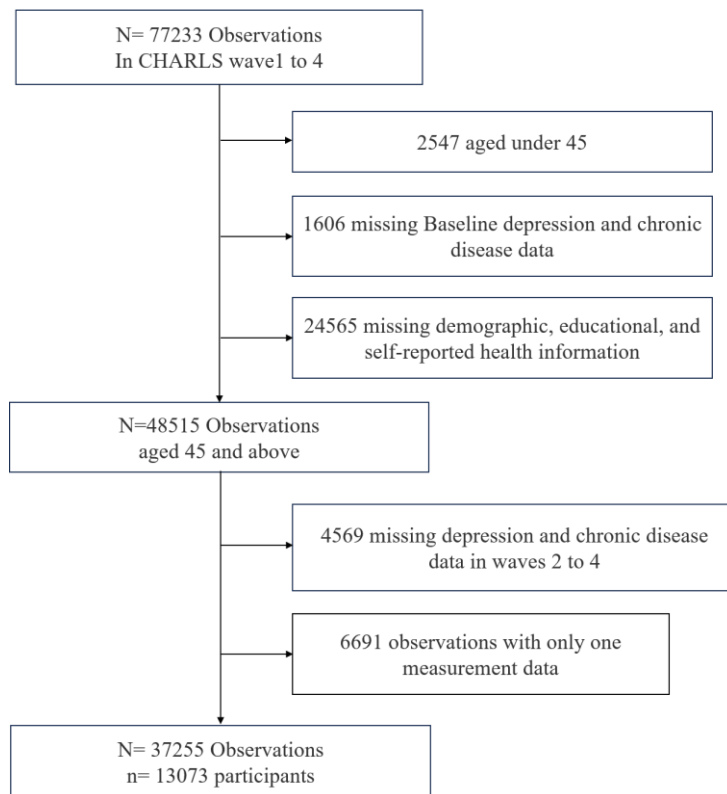 N= 77233 Observations
In CHARLS wave1 to 4
2547 aged under 45
1606 missing Baseline depression and chronic
disease data
24565 missing demographic, educational, and
self-reported health information
N=48515 Observations
aged 45 and above
4569 missing depression and chronic disease
data in waves 2 to 4
6691 observations with only one
measurement data
N= 37255 Observations
n= 13073 participants